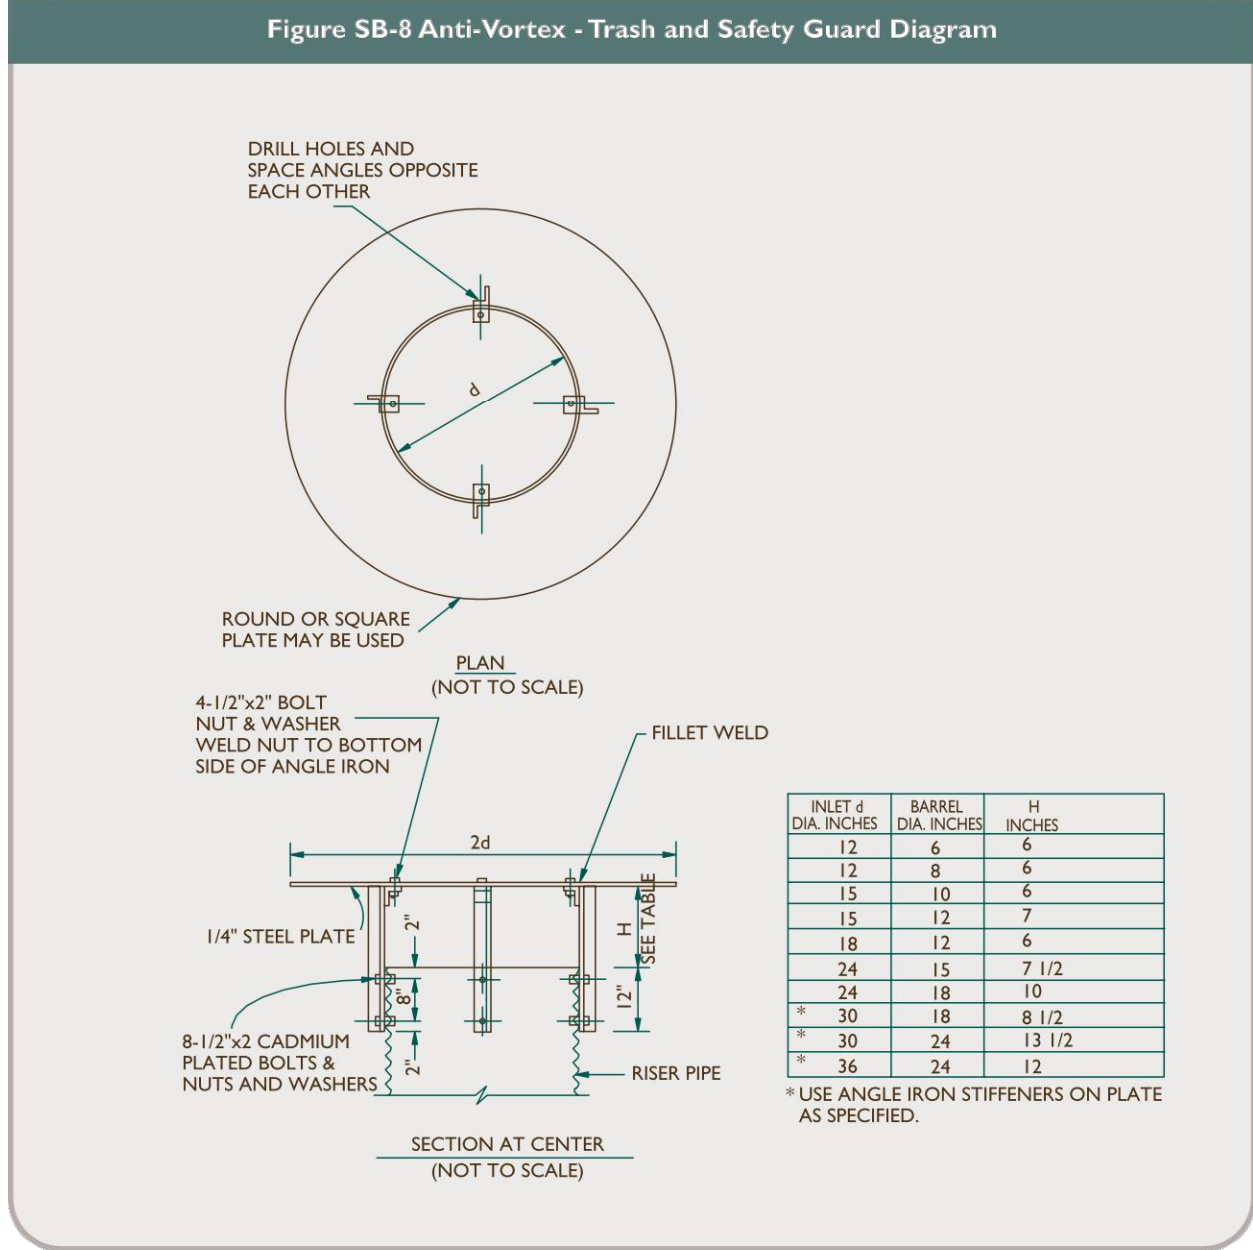 Figure SB-8 Anti-Vortex - Trash and Safety Guard Diagram
DRILL HOLES AND
SPACE ANGLES OPPOSITE
EACH OTHER
d
ROUND OR SQUARE
PLATE MAY BE USED
PLAN
(NOT TO SCALE)
4-1/2"x2" BOLT
NUT & WASHER
WELD NUT TO BOTTOM
SIDE OF ANGLE IRON
FILLET WELD
2d
1/4" STEEL PLATE
2"
H
SEE TABLE
8"
12"
8-1/2"x2 CADMIUM
PLATED BOLTS &
NUTS AND WASHERS
2"
RISER PIPE
SECTION AT CENTER
(NOT TO SCALE)
INLET d BARREL H
DIA. INCHES DIA. INCHES INCHES
12 6 6
12 8 6
15 10 6
15 12 7
18 12 6
24 15 7 1/2
24 18 10
* 30 18 8 1/2
* 30 24 13 1/2
* 36 24 12
* USE ANGLE IRON STIFFENERS ON PLATE
AS SPECIFIED.